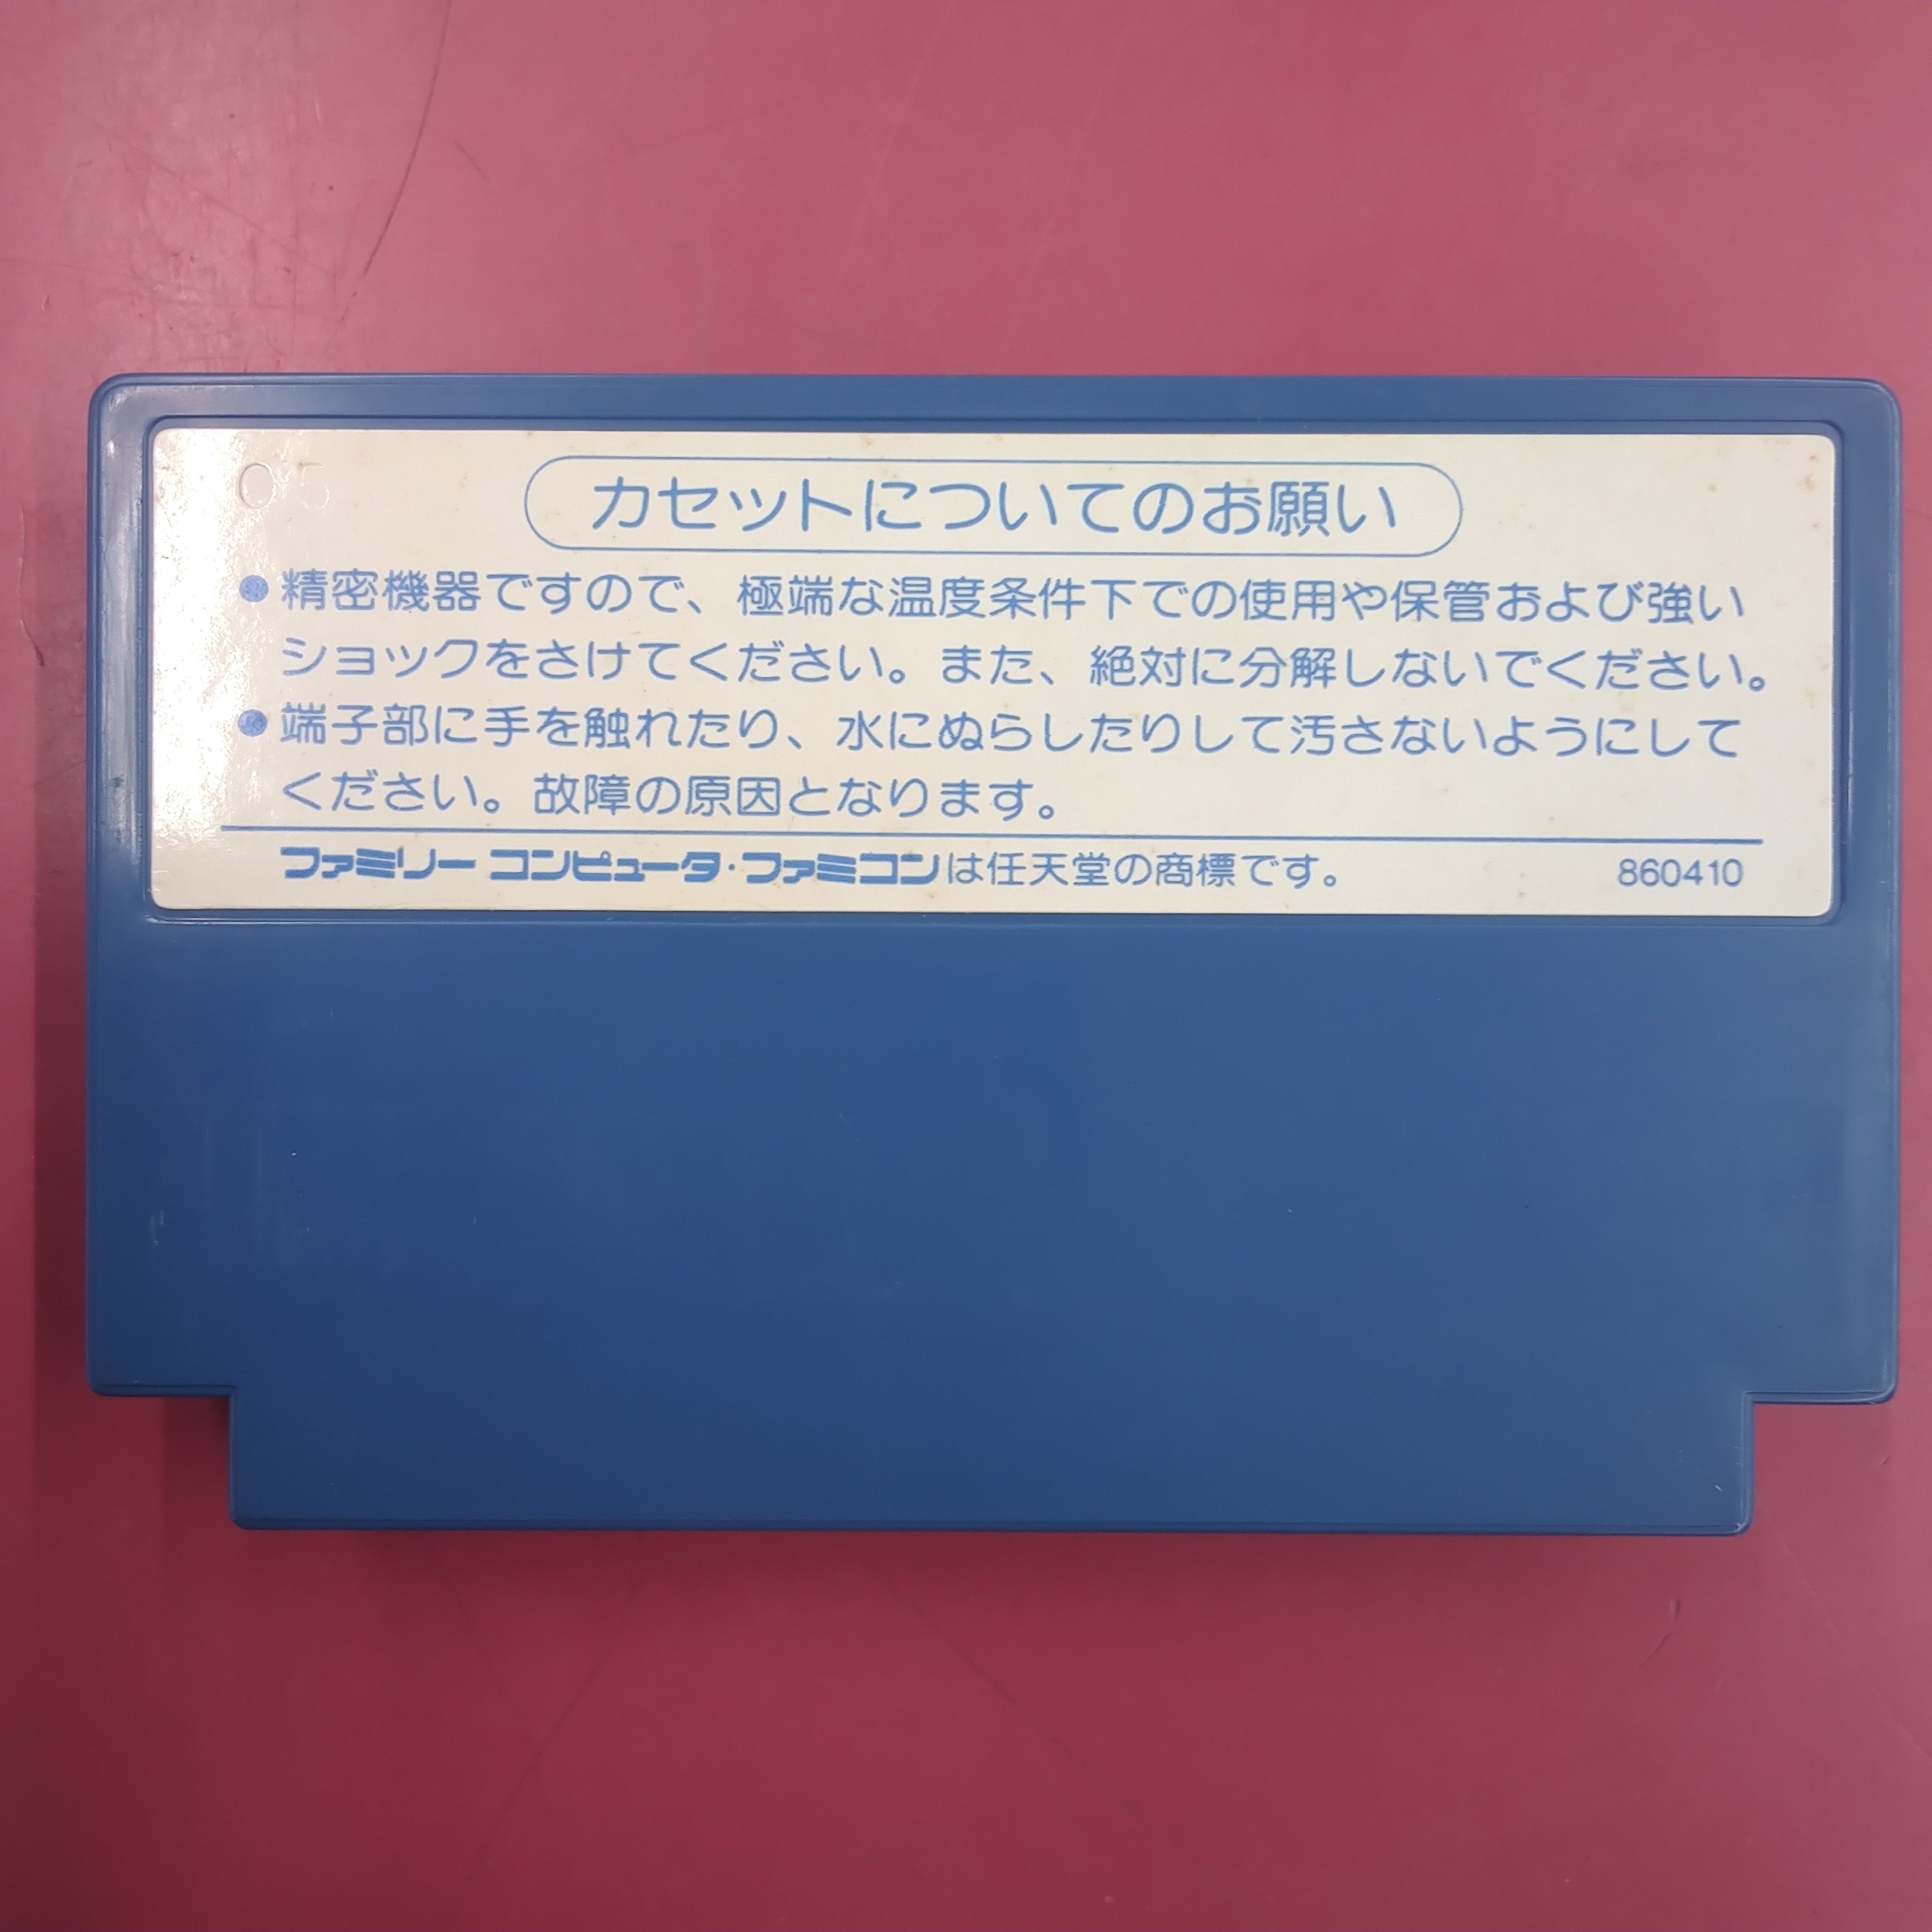 05
カセットについてのお願い
●精密機器ですので、極端な温度条件下での使用や保管および強い
ショックをさけてください。また、絶対に分解しないでください。
●端子部に手を触れたり、水にぬらしたりして汚さないようにして
ください。故障の原因となります。
ファミリーコンピュータ・ファミコンは任天堂の商標です。 860410